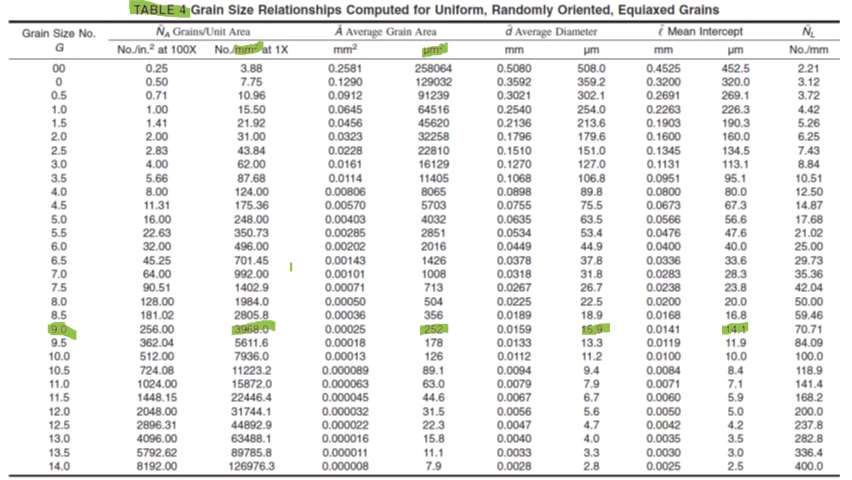 TABLE 4 Grain Size Relationships Computed for Uniform, Randomly Oriented, Equiaxed Grains
Grain Size No. N̄A Grains/Unit Area Ā Average Grain Area d̄ Average Diameter ℓ̄ Mean Intercept N̄L
G No./in.² at 100X No./mm² at 1X mm² µm² mm µm mm µm No./mm
00 0.25 3.88 0.2581 258064 0.5080 508.0 0.4525 452.5 2.21
0 0.50 7.75 0.1290 129032 0.3592 359.2 0.3200 320.0 3.12
0.5 0.71 10.96 0.0912 91239 0.3021 302.1 0.2691 269.1 3.72
1.0 1.00 15.50 0.0645 64516 0.2540 254.0 0.2263 226.3 4.42
1.5 1.41 21.92 0.0456 45620 0.2136 213.6 0.1903 190.3 5.26
2.0 2.00 31.00 0.0323 32258 0.1796 179.6 0.1600 160.0 6.25
2.5 2.83 43.84 0.0228 22810 0.1510 151.0 0.1345 134.5 7.43
3.0 4.00 62.00 0.0161 16129 0.1270 127.0 0.1131 113.1 8.84
3.5 5.66 87.68 0.0114 11405 0.1068 106.8 0.0951 95.1 10.51
4.0 8.00 124.00 0.00806 8065 0.0898 89.8 0.0800 80.0 12.50
4.5 11.31 175.36 0.00570 5703 0.0755 75.5 0.0673 67.3 14.87
5.0 16.00 248.00 0.00403 4032 0.0635 63.5 0.0566 56.6 17.68
5.5 22.63 350.73 0.00285 2851 0.0534 53.4 0.0476 47.6 21.02
6.0 32.00 496.00 0.00202 2016 0.0449 44.9 0.0400 40.0 25.00
6.5 45.25 701.45 0.00143 1426 0.0378 37.8 0.0336 33.6 29.73
7.0 64.00 992.00 0.00101 1008 0.0318 31.8 0.0283 28.3 35.36
7.5 90.51 1402.9 0.00071 713 0.0267 26.7 0.0238 23.8 42.04
8.0 128.00 1984.0 0.00050 504 0.0225 22.5 0.0200 20.0 50.00
8.5 181.02 2805.8 0.00036 356 0.0189 18.9 0.0168 16.8 59.46
9.0 256.00 3968.0 0.00025 252 0.0159 15.9 0.0141 14.1 70.71
9.5 362.04 5611.6 0.00018 178 0.0133 13.3 0.0119 11.9 84.09
10.0 512.00 7936.0 0.00013 126 0.0112 11.2 0.0100 10.0 100.0
10.5 724.08 11223.2 0.000089 89.1 0.0094 9.4 0.0084 8.4 118.9
11.0 1024.00 15872.0 0.000063 63.0 0.0079 7.9 0.0071 7.1 141.4
11.5 1448.15 22446.4 0.000045 44.6 0.0067 6.7 0.0060 5.9 168.2
12.0 2048.00 31744.1 0.000032 31.5 0.0056 5.6 0.0050 5.0 200.0
12.5 2896.31 44892.9 0.000022 22.3 0.0047 4.7 0.0042 4.2 237.8
13.0 4096.00 63488.1 0.000016 15.8 0.0040 4.0 0.0035 3.5 282.8
13.5 5792.62 89785.8 0.000011 11.1 0.0033 3.3 0.0030 3.0 336.4
14.0 8192.00 126976.3 0.000008 7.9 0.0028 2.8 0.0025 2.5 400.0